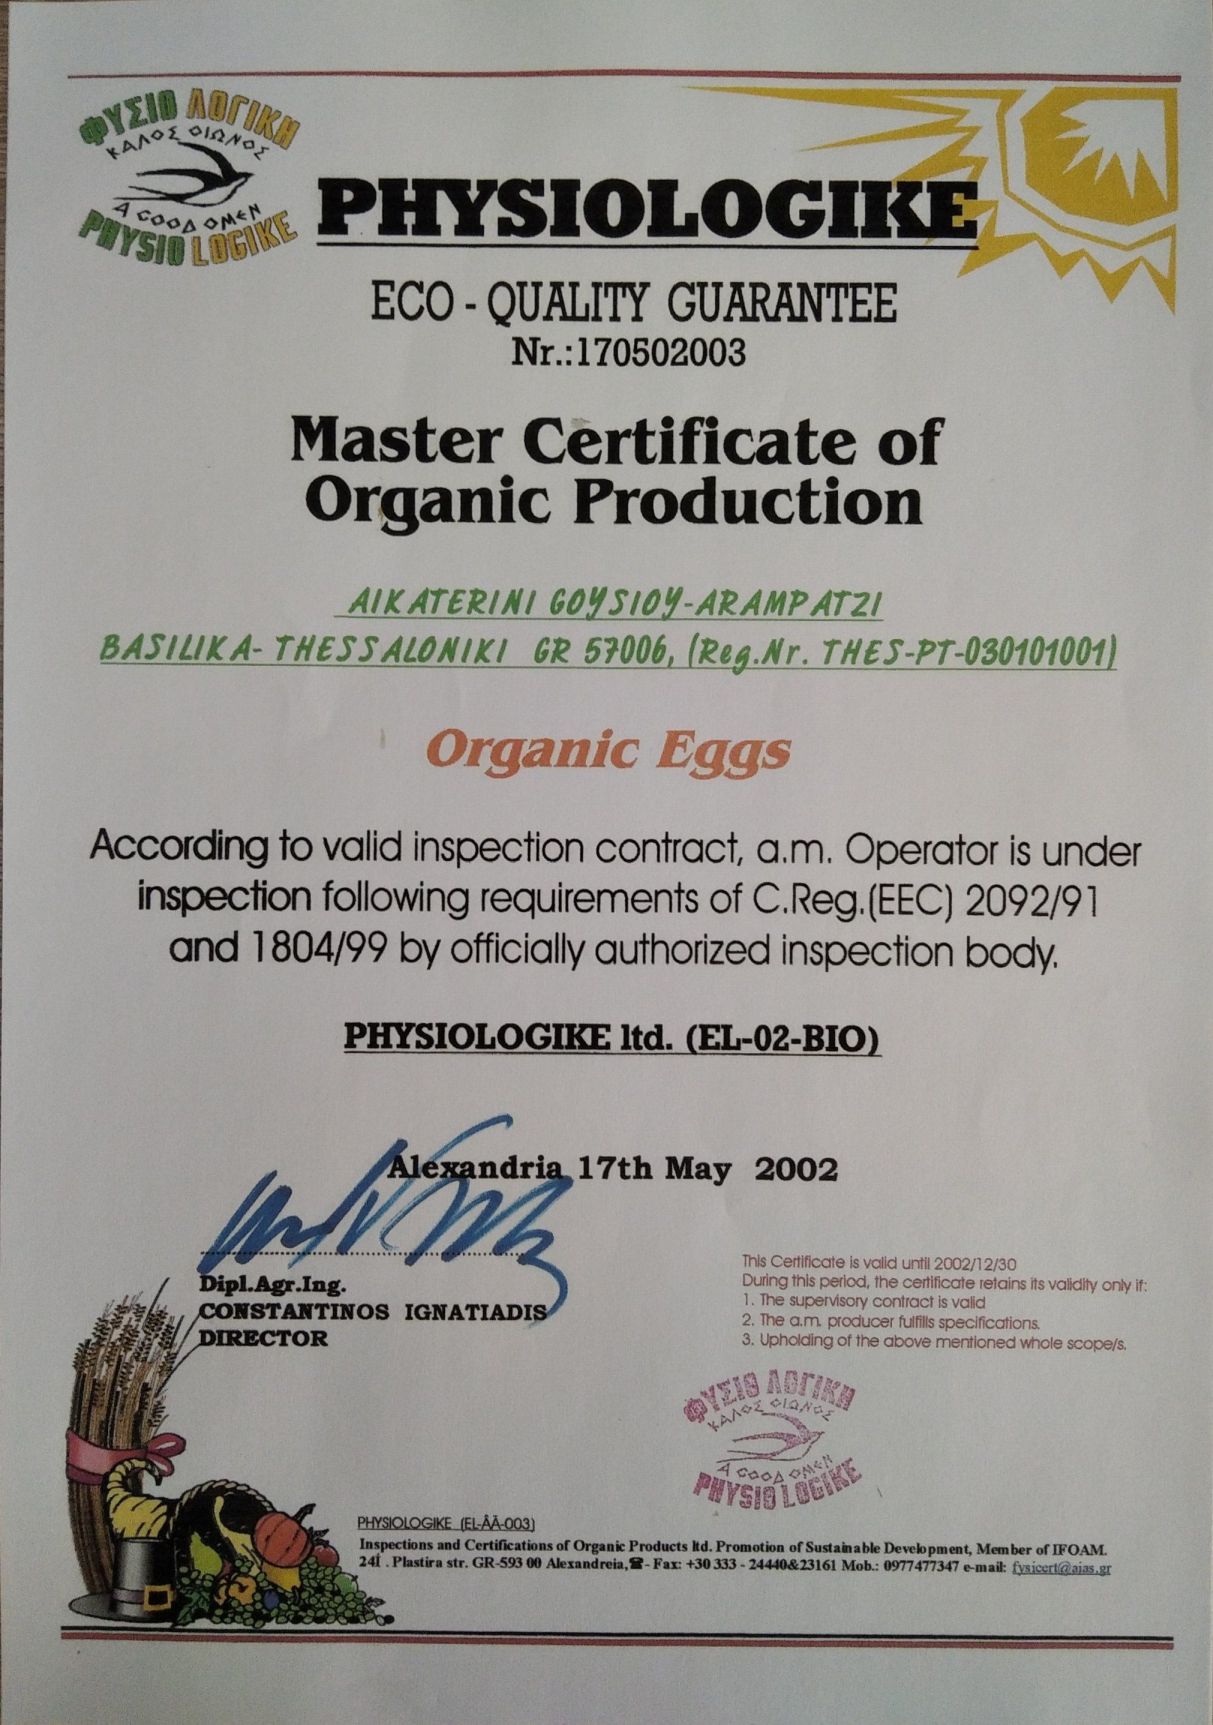 ΦΥΣΙΟ ΛΟΓΙΚΗ
ΚΑΛΟΣ ΟΙΩΝΟΣ
A GOOD OMEN
PHYSIO LOGIKE
PHYSIOLOGIKE
ECO - QUALITY GUARANTEE
Nr.:170502003
Master Certificate of
Organic Production
AIKATERINI GOYSIOY-ARAMPATZI
BASILIKA- THESSALONIKI GR 57006, (Reg.Nr. THES-PT-030101001)
Organic Eggs
According to valid inspection contract, a.m. Operator is under
inspection following requirements of C.Reg.(EEC) 2092/91
and 1804/99 by officially authorized inspection body.
PHYSIOLOGIKE ltd. (EL-02-BIO)
Alexandria 17th May 2002
Dipl.Agr.Ing.
CONSTANTINOS IGNATIADIS
DIRECTOR
This Certificate is valid until 2002/12/30
During this period, the certificate retains its validity only if:
1. The supervisory contract is valid
2. The a.m. producer fulfills specifications.
3. Upholding of the above mentioned whole scope/s.
ΦΥΣΙΟ ΛΟΓΙΚΗ
ΚΑΛΟΣ ΟΙΩΝΟΣ
A GOOD OMEN
PHYSIO LOGIKE
PHYSIOLOGIKE (EL-ÂÄ-003)
Inspections and Certifications of Organic Products ltd. Promotion of Sustainable Development, Member of IFOAM.
24Í . Plastira str. GR-593 00 Alexandreia,☎- Fax: +30 333 - 24440&23161 Mob.: 0977477347 e-mail: fysicert@aias.gr